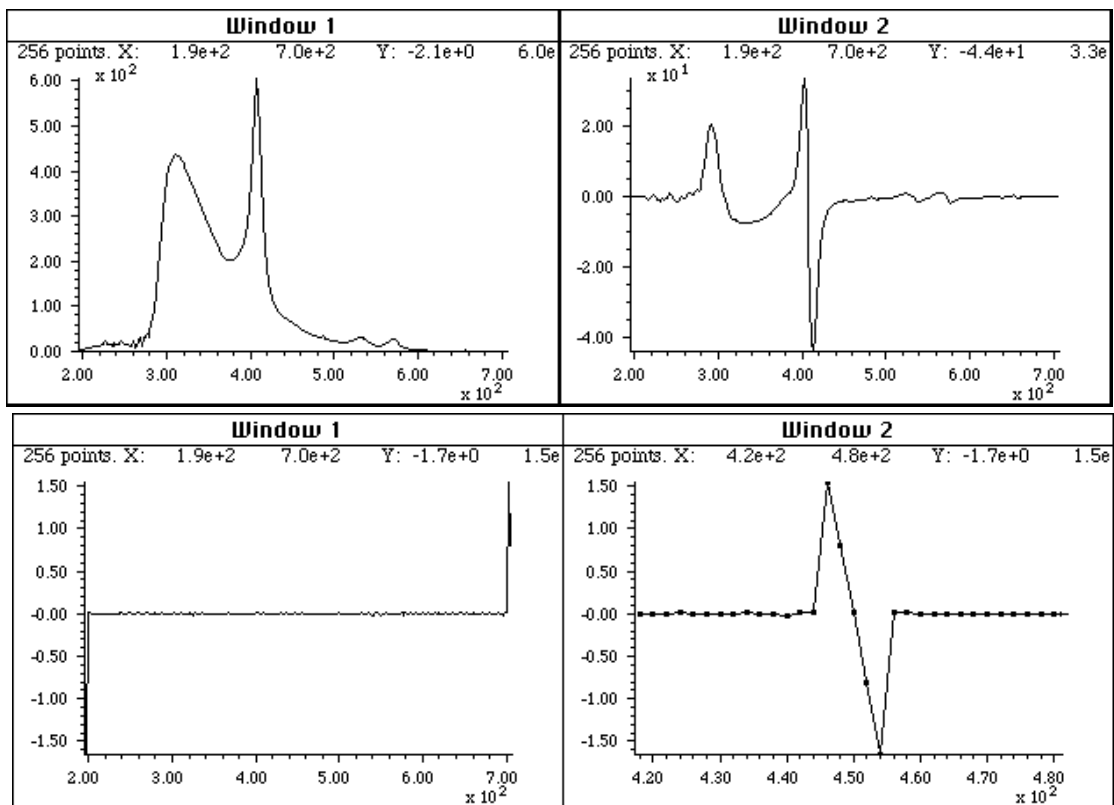 Window 1
256 points. X: 1.9e+2 7.0e+2 Y: -2.1e+0 6.0e
x 10²
6.00
5.00
4.00
3.00
2.00
1.00
0.00
2.00 3.00 4.00 5.00 6.00 7.00
x 10²
Window 2
256 points. X: 1.9e+2 7.0e+2 Y: -4.4e+1 3.3e
x 10¹
2.00
0.00
-2.00
-4.00
2.00 3.00 4.00 5.00 6.00 7.00
x 10²
Window 1
256 points. X: 1.9e+2 7.0e+2 Y: -1.7e+0 1.5e
1.50
1.00
0.50
-0.00
-0.50
-1.00
-1.50
2.00 3.00 4.00 5.00 6.00 7.00
x 10²
Window 2
256 points. X: 4.2e+2 4.8e+2 Y: -1.7e+0 1.5e
1.50
1.00
0.50
-0.00
-0.50
-1.00
-1.50
4.20 4.30 4.40 4.50 4.60 4.70 4.80
x 10²